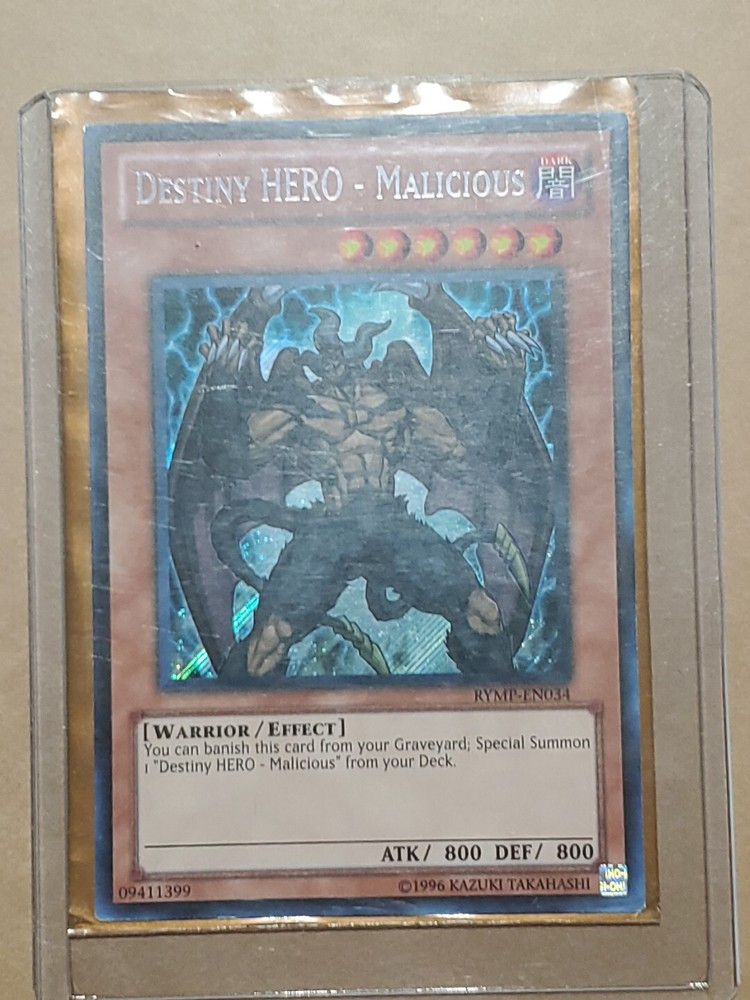 DESTINY HERO - MALICIOUS
DARK
闇
RYMP-EN034
[WARRIOR/EFFECT]
You can banish this card from your Graveyard; Special Summon
1 "Destiny HERO - Malicious" from your Deck.
ATK/ 800 DEF/ 800
09411399
©1996 KAZUKI TAKAHASHI